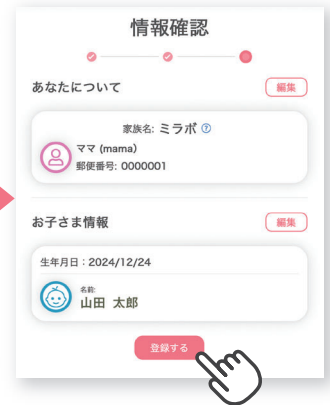 情報確認
あなたについて 編集
家族名: ミラボ ?
ママ (mama)
郵便番号: 0000001
お子さま情報 編集
生年月日：2024/12/24
名前:
山田 太郎
登録する